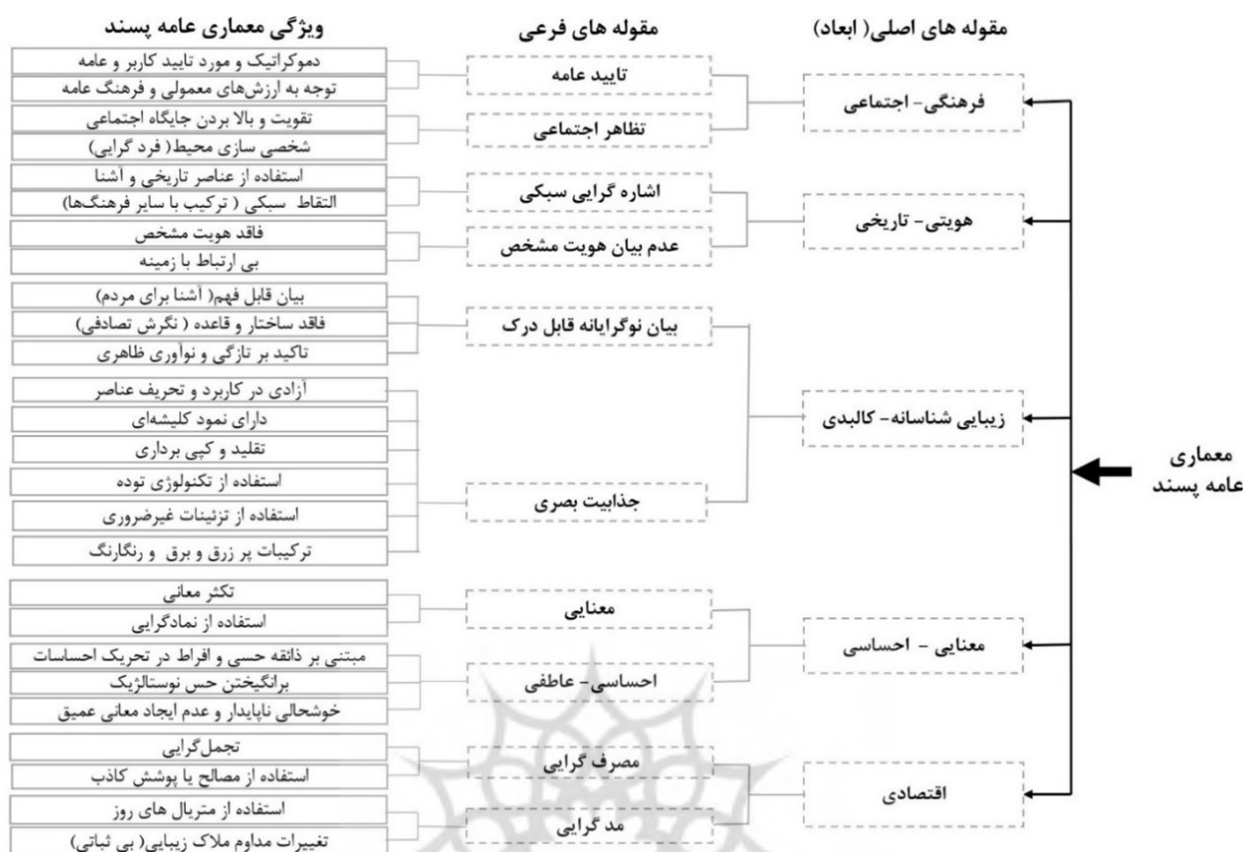 مقوله های اصلی( ابعاد)
مقوله های فرعی
ویژگی معماری عامه پسند
معماری
عامه پسند
فرهنگی- اجتماعی
تایید عامه
دموکراتیک و مورد تایید کاربر و عامه
توجه به ارزش‌های معمولی و فرهنگ عامه
تظاهر اجتماعی
تقویت و بالا بردن جایگاه اجتماعی
شخصی سازی محیط( فرد گرایی)
هویتی- تاریخی
اشاره گرایی سبکی
استفاده از عناصر تاریخی و آشنا
التقاط سبکی ( ترکیب با سایر فرهنگ‌ها)
عدم بیان هویت مشخص
فاقد هویت مشخص
بی ارتباط با زمینه
زیبایی شناسانه- کالبدی
بیان نوگرایانه قابل درک
بیان قابل فهم( آشنا برای مردم)
فاقد ساختار و قاعده ( نگرش تصادفی)
تاکید بر تازگی و نوآوری ظاهری
جذابیت بصری
آزادی در کاربرد و تحریف عناصر
دارای نمود کلیشه‌ای
تقلید و کپی برداری
استفاده از تکنولوژی توده
استفاده از تزئینات غیرضروری
ترکیبات پر زرق و برق و رنگارنگ
معنایی - احساسی
معنایی
تکثر معانی
استفاده از نمادگرایی
احساسی- عاطفی
مبتنی بر ذائقه حسی و افراط در تحریک احساسات
برانگیختن حس نوستالژیک
خوشحالی ناپایدار و عدم ایجاد معانی عمیق
اقتصادی
مصرف گرایی
تجمل‌گرایی
استفاده از مصالح یا پوشش کاذب
مد گرایی
استفاده از متریال های روز
تغییرات مداوم ملاک زیبایی( بی ثباتی)